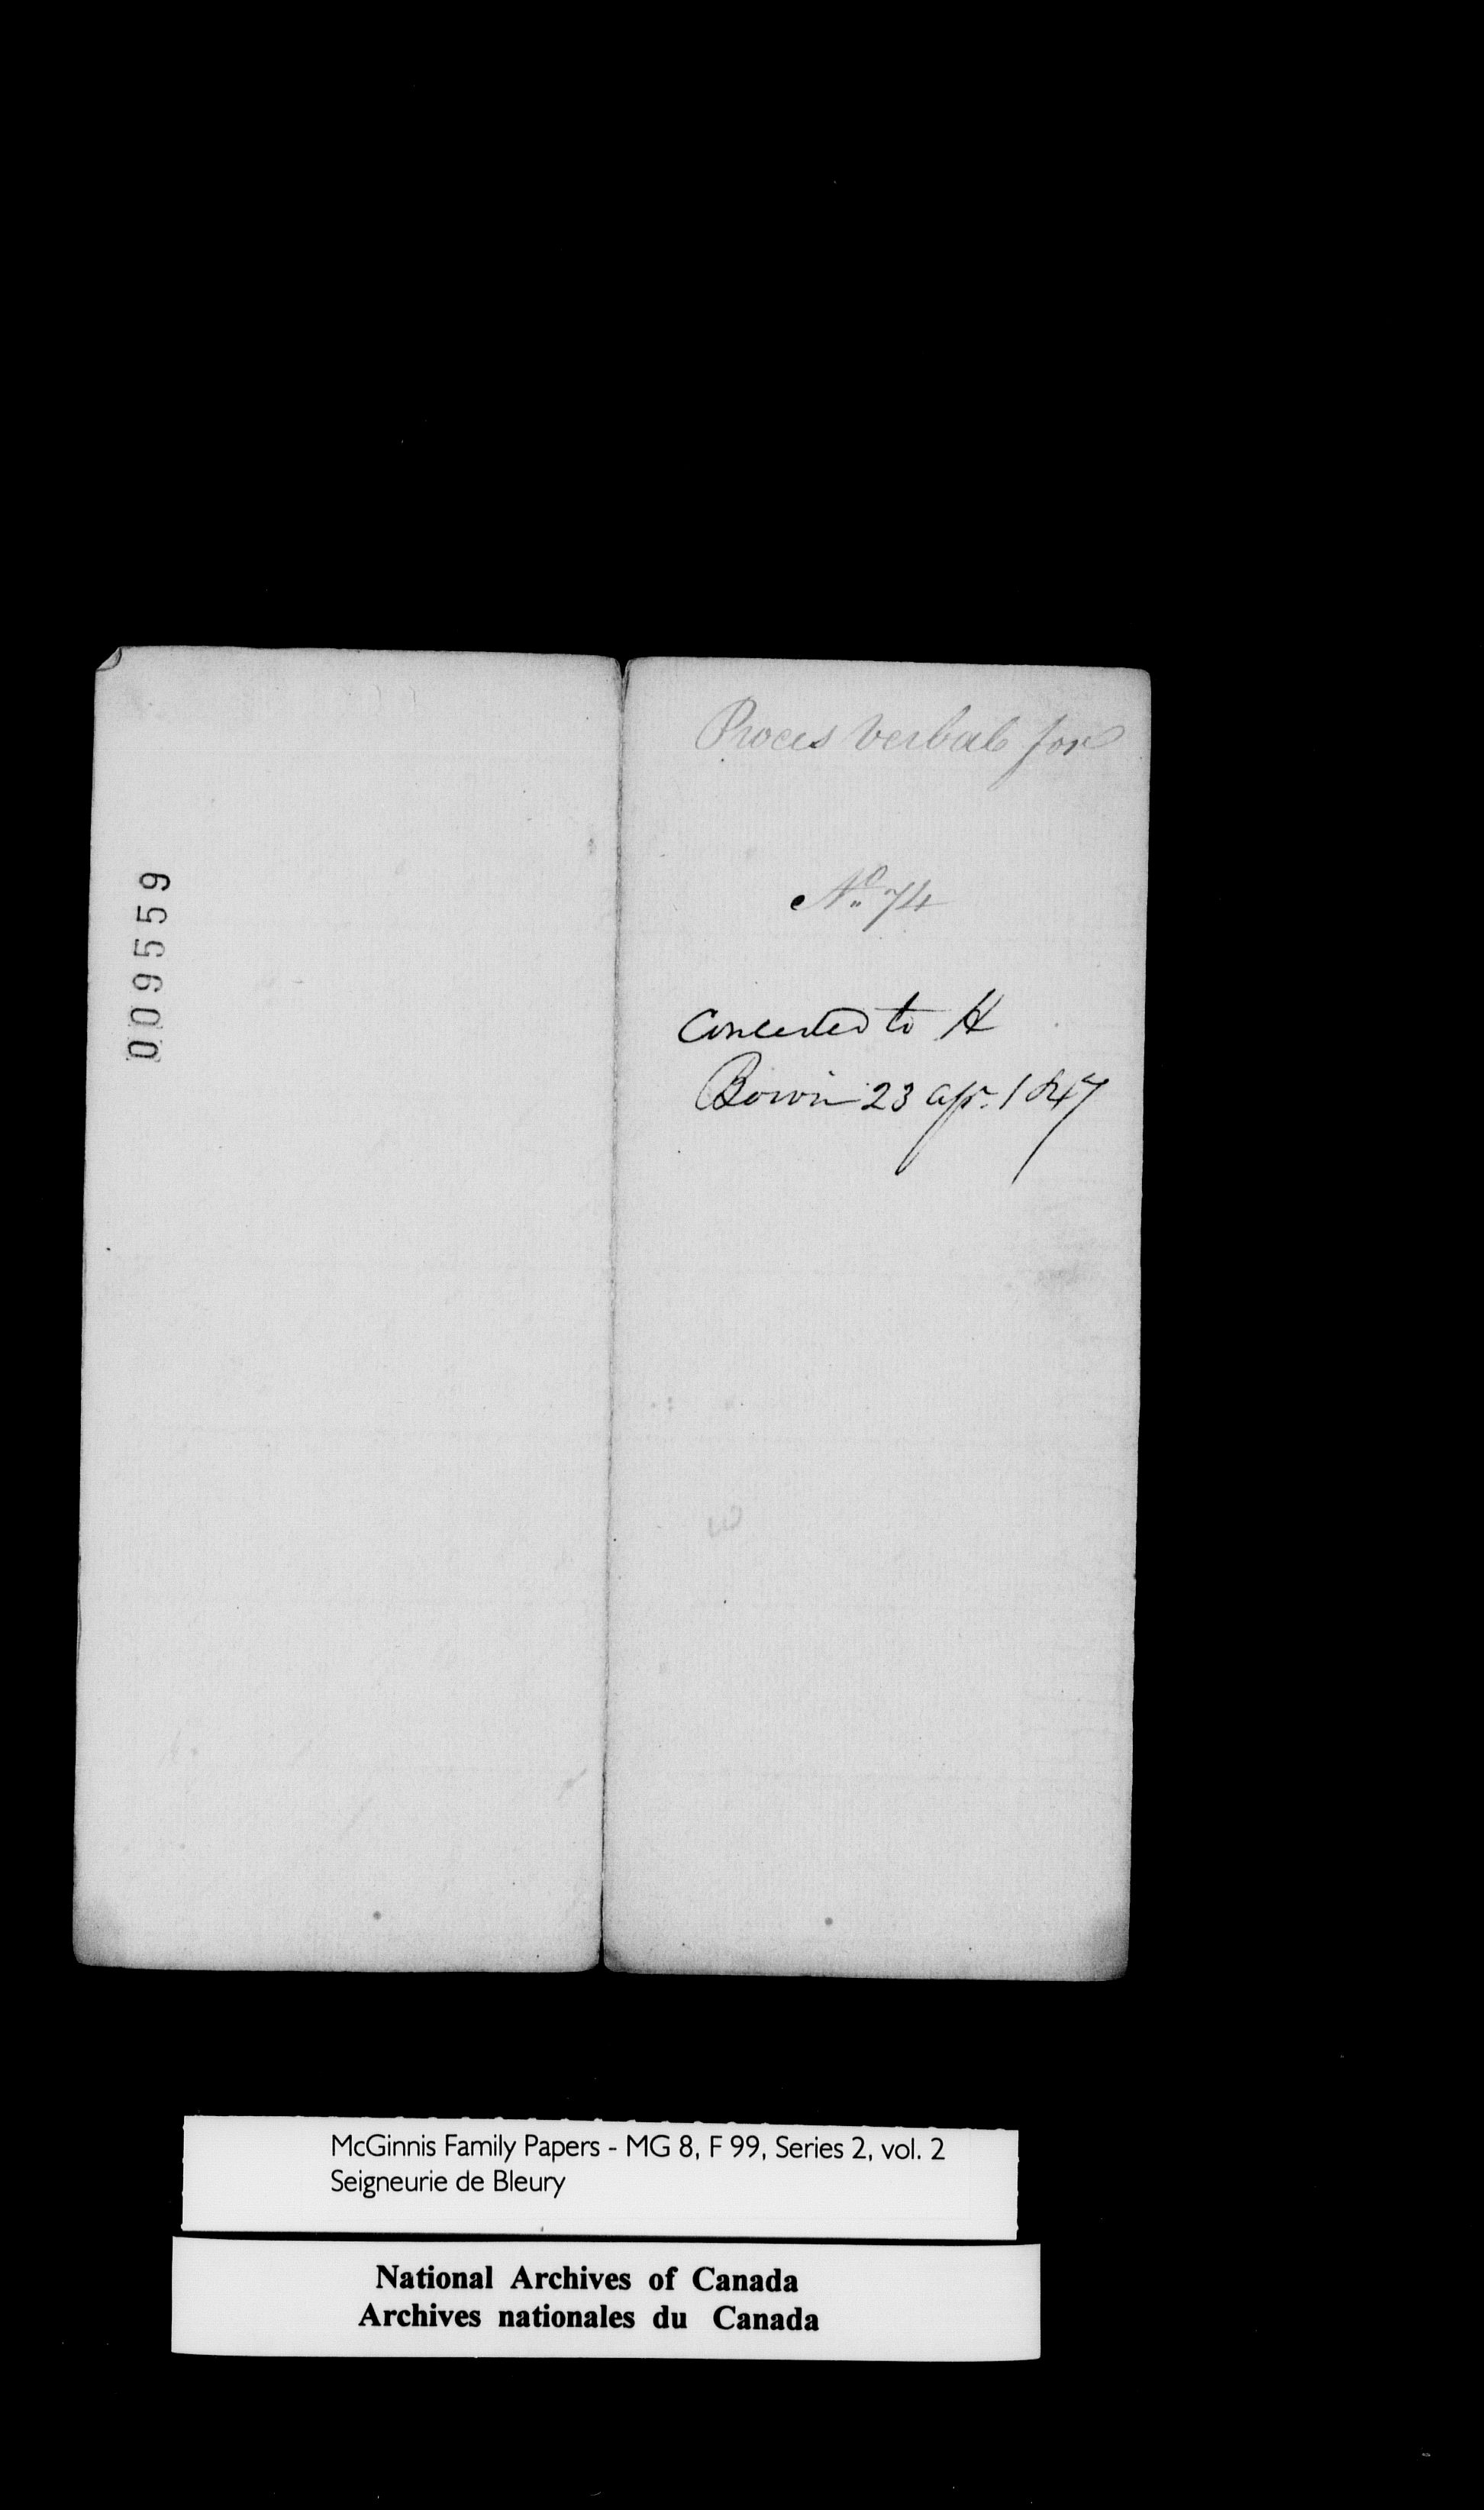 009559
Proces Verbal for
No. 74
Conceded to H
23 apr. 1847
McGinnis Family Papers - MG 8, F 99, Series 2, vol. 2
Seigneurie de Bleury
National Archives of Canada
Archives nationales du Canada